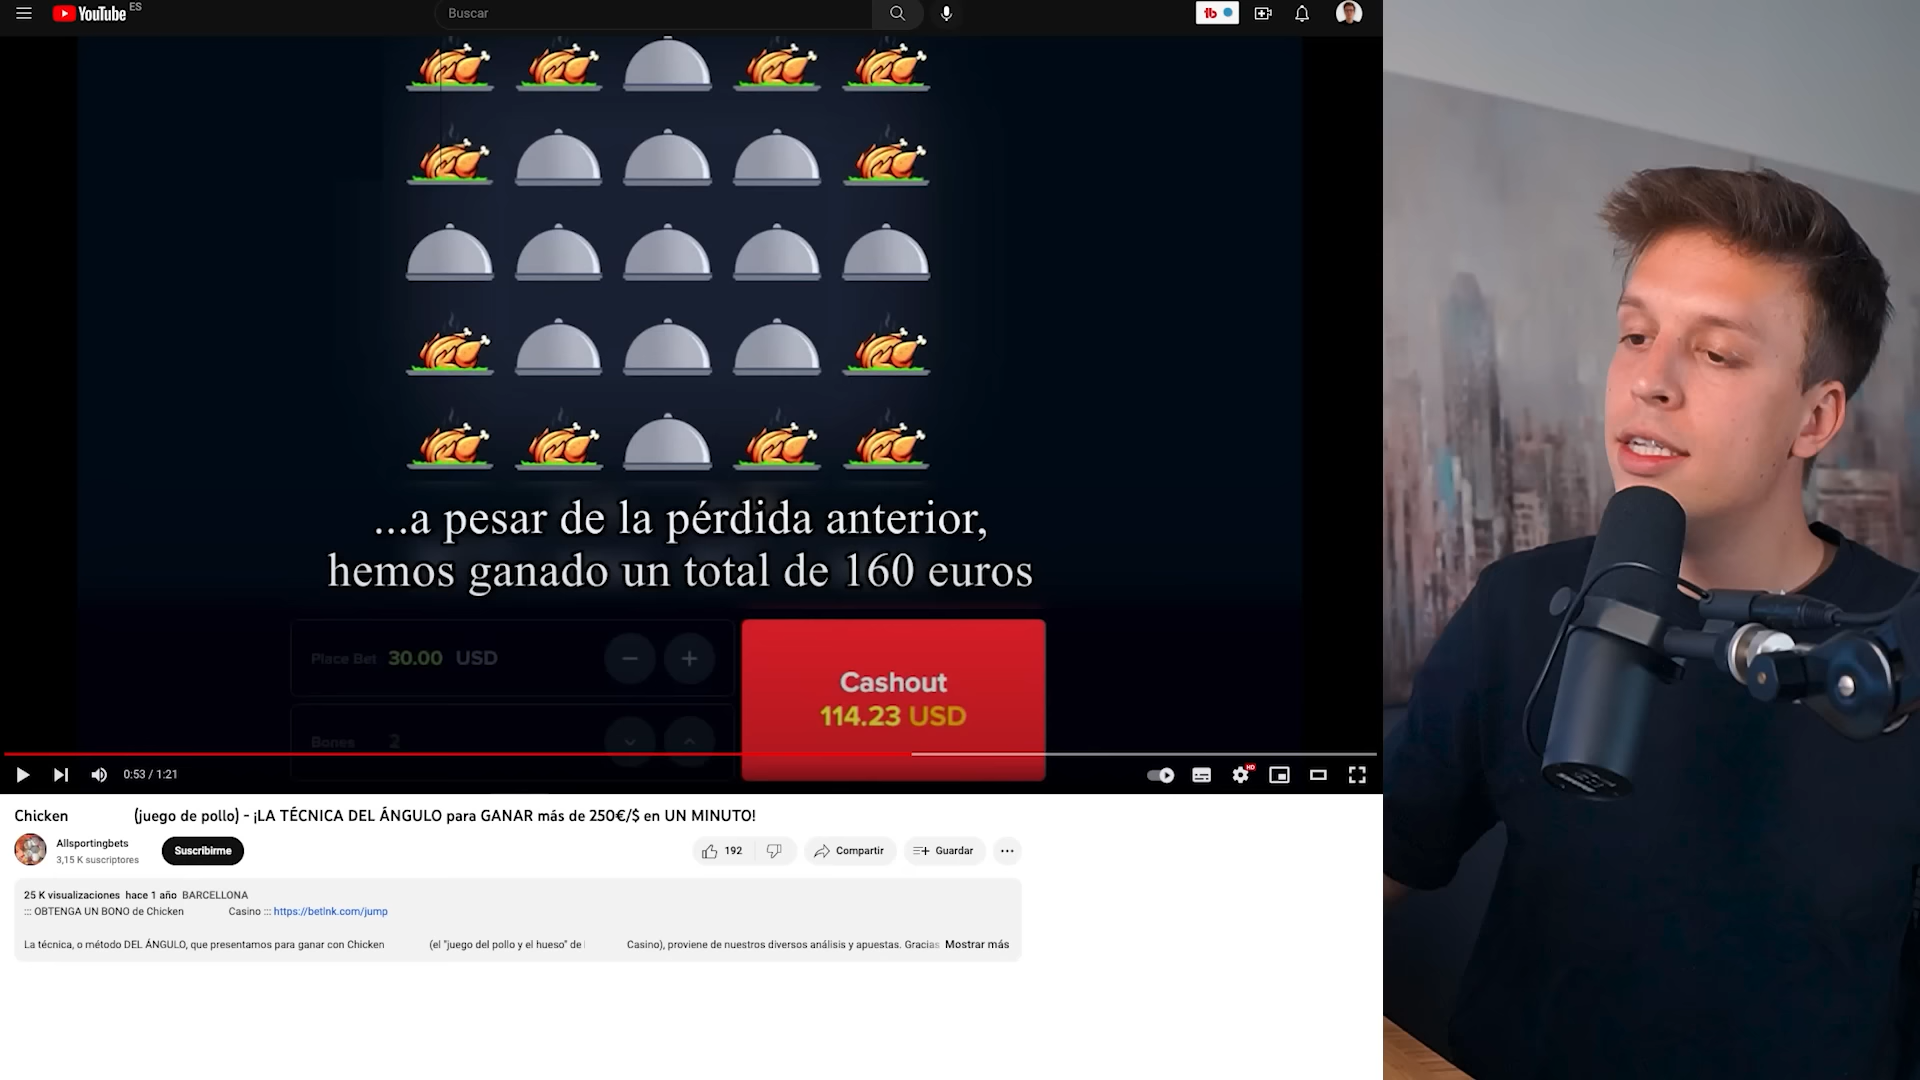 YouTube ES
Buscar
...a pesar de la pérdida anterior,
hemos ganado un total de 160 euros
Place Bet 30.00 USD
Cashout
114.23 USD
Bones 2
0:53 / 1:21
HD
Chicken (juego de pollo) - ¡LA TÉCNICA DEL ÁNGULO para GANAR más de 250€/$ en UN MINUTO!
Allsportingbets
3,15 K suscriptores
Suscribirme
192
Compartir
Guardar
25 K visualizaciones hace 1 año BARCELLONA
::: OBTENGA UN BONO de Chicken Casino ::: https://betlnk.com/jump
La técnica, o método DEL ÁNGULO, que presentamos para ganar con Chicken (el "juego del pollo y el hueso" de Casino), proviene de nuestros diversos análisis y apuestas. Gracias Mostrar más